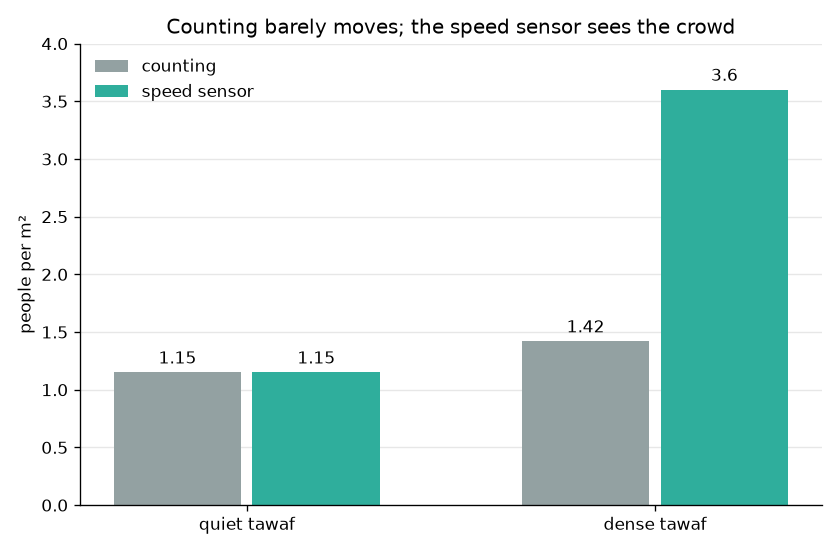 Counting barely moves; the speed sensor sees the crowd
counting
speed sensor
people per m²
4.0
3.5
3.0
2.5
2.0
1.5
1.0
0.5
0.0
1.15
1.15
1.42
3.6
quiet tawaf
dense tawaf